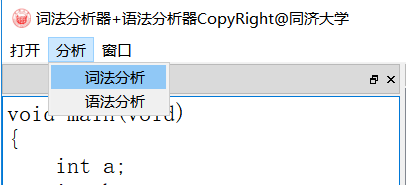 词法分析器+语法分析器CopyRight@同济大学
打开 分析 窗口
词法分析
语法分析
void main(void)
{
int a;